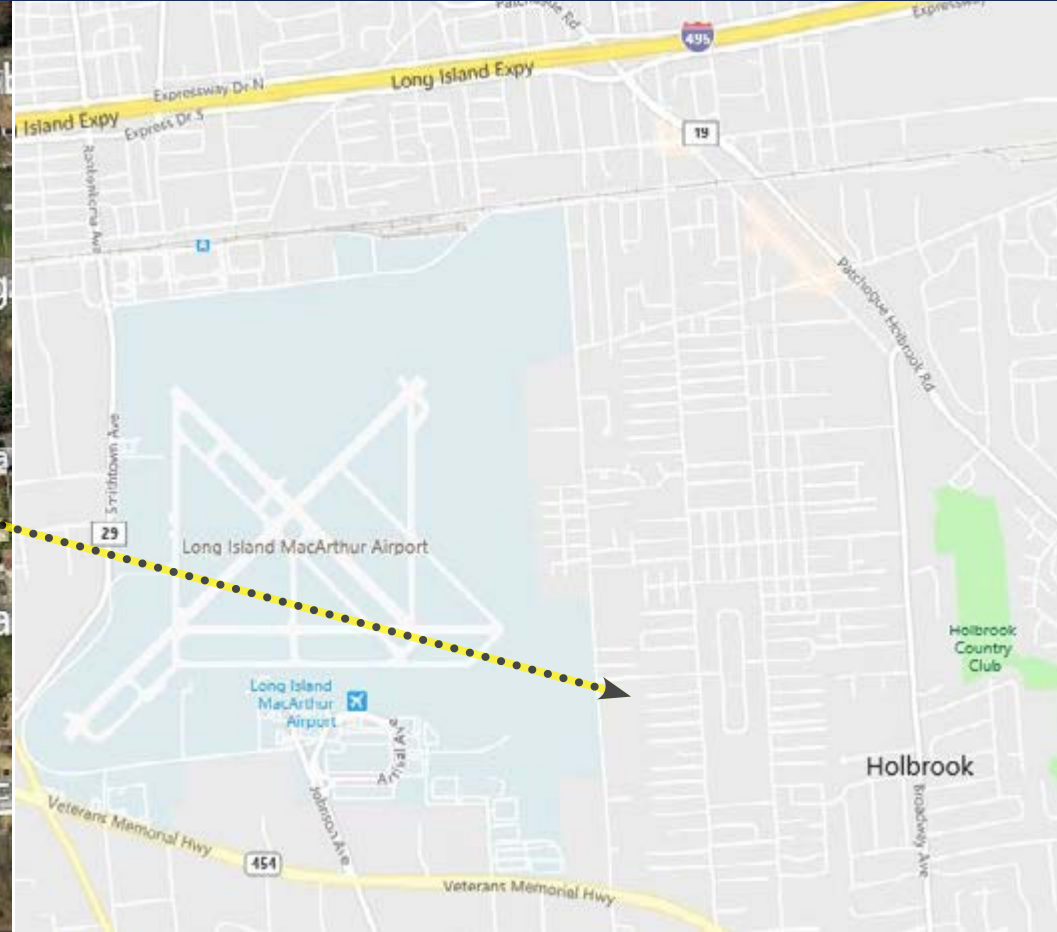 Patchogue Rd
Expressway
495
Long Island Expy
Expressway Dr N
Island Expy
Express Dr S
19
Ronkonkoma Ave
Patchogue Holbrook Rd
Smithtown Ave
29
Long Island MacArthur Airport
Holbrook
Country
Club
Long Island
MacArthur
Airport
Arrival Ave
Holbrook
Johnson Ave
Broadway Ave
Veterans Memorial Hwy
454
Veterans Memorial Hwy